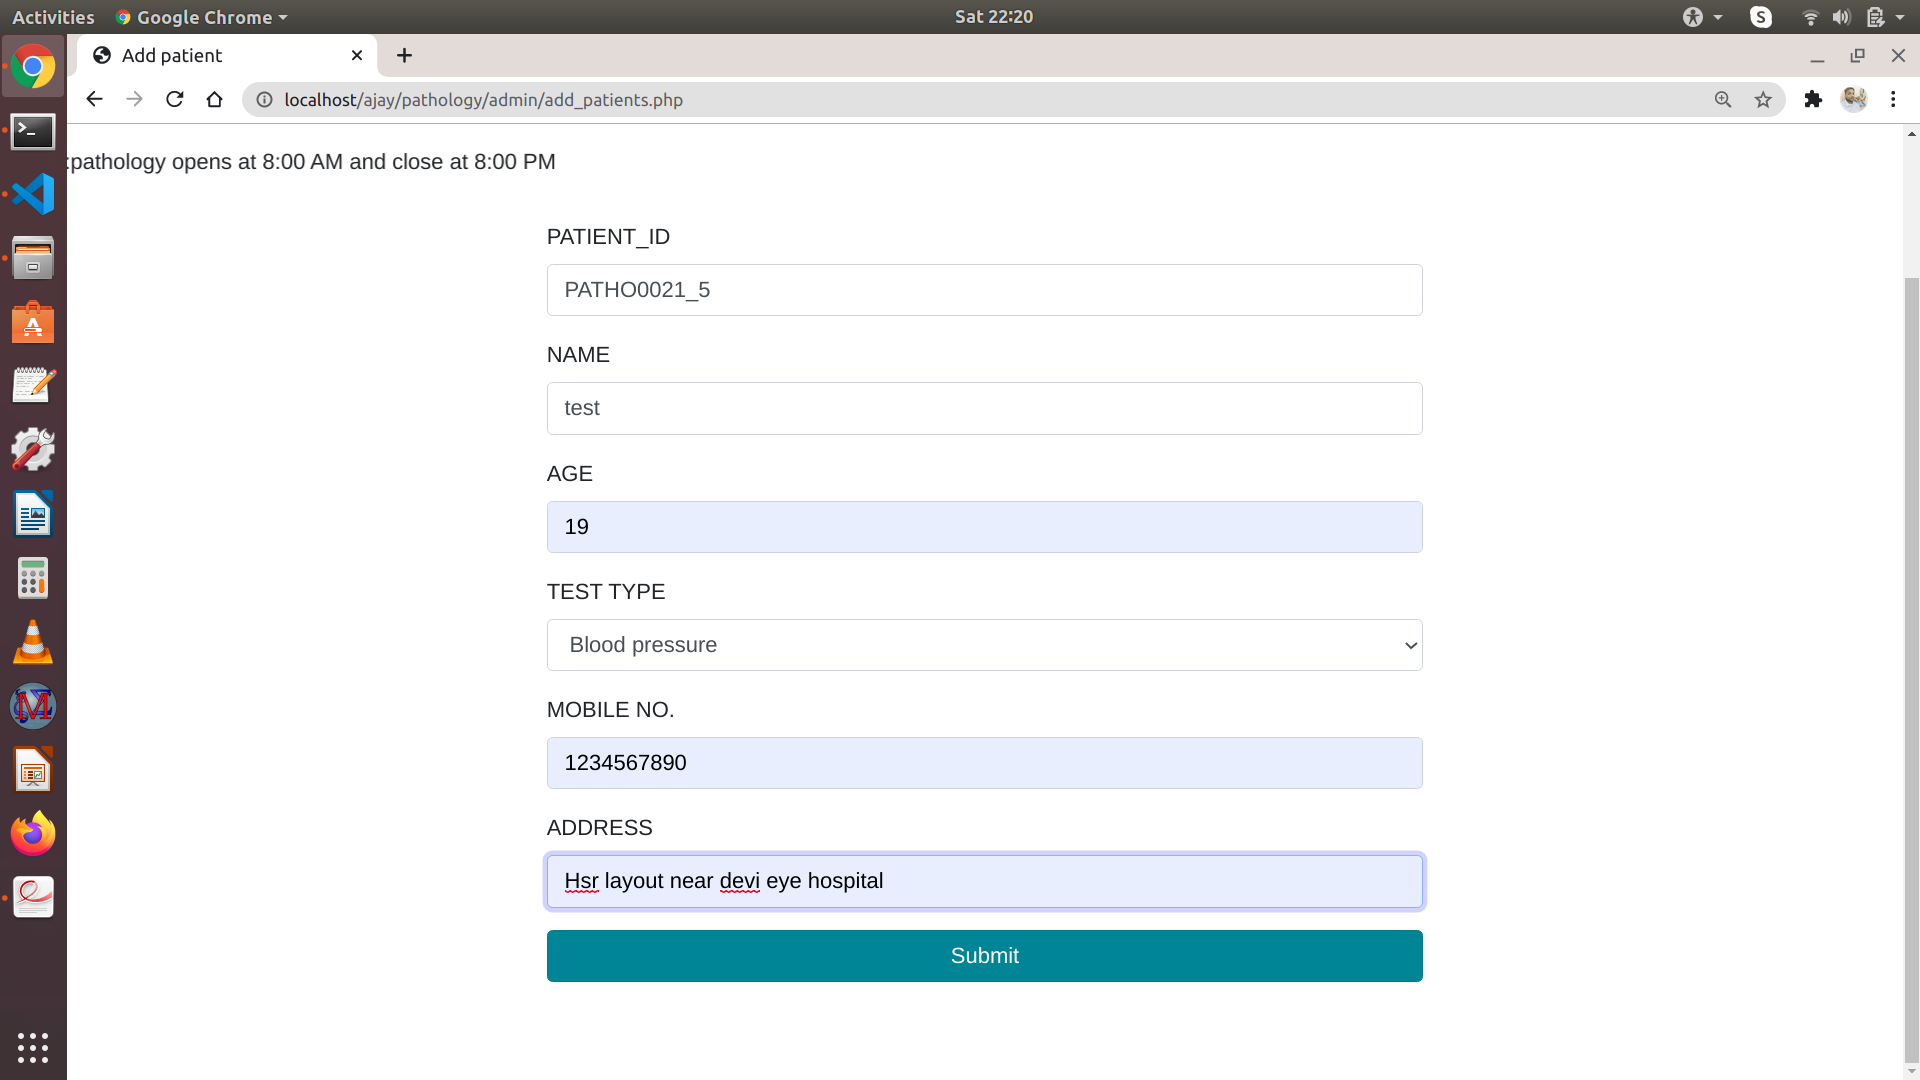 Activities
Google Chrome
Sat 22:20
S
Add patient
localhost/ajay/pathology/admin/add_patients.php
:pathology opens at 8:00 AM and close at 8:00 PM
PATIENT_ID
PATHO0021_5
NAME
test
AGE
19
TEST TYPE
Blood pressure
MOBILE NO.
1234567890
ADDRESS
Hsr layout near devi eye hospital
Submit